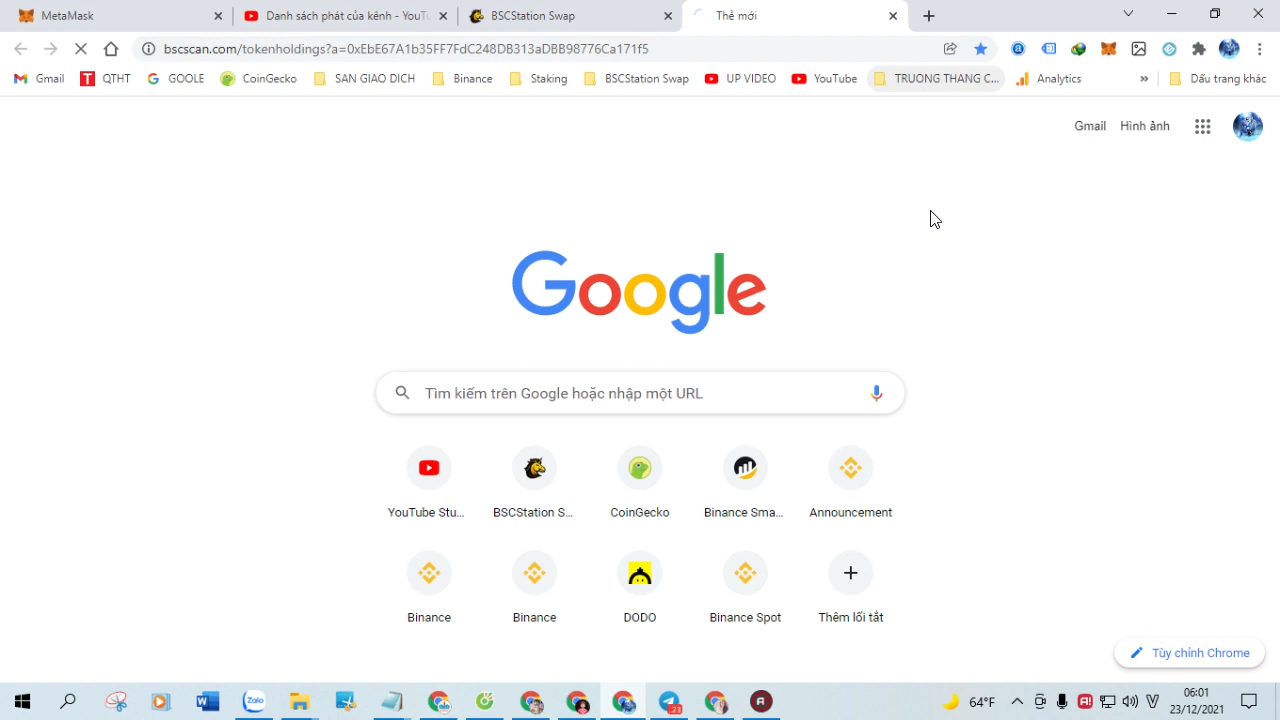 MetaMask
Danh sách phát của kênh - YouTu
BSCStation Swap
Thẻ mới
bscscan.com/tokenholdings?a=0xEbE67A1b35FF7FdC248DB313aDBB98776Ca171f5
Gmail
QTHT
GOOLE
CoinGecko
SAN GIAO DICH
Binance
Staking
BSCStation Swap
UP VIDEO
YouTube
TRUONG THANG C...
Analytics
»
Dấu trang khác
Gmail
Hình ảnh
Google
Tìm kiếm trên Google hoặc nhập một URL
YouTube Stu...
BSCStation S...
CoinGecko
Binance Sma...
Announcement
Binance
Binance
DODO
Binance Spot
Thêm lối tắt
Tùy chỉnh Chrome
Zalo
23
64°F
06:01
23/12/2021